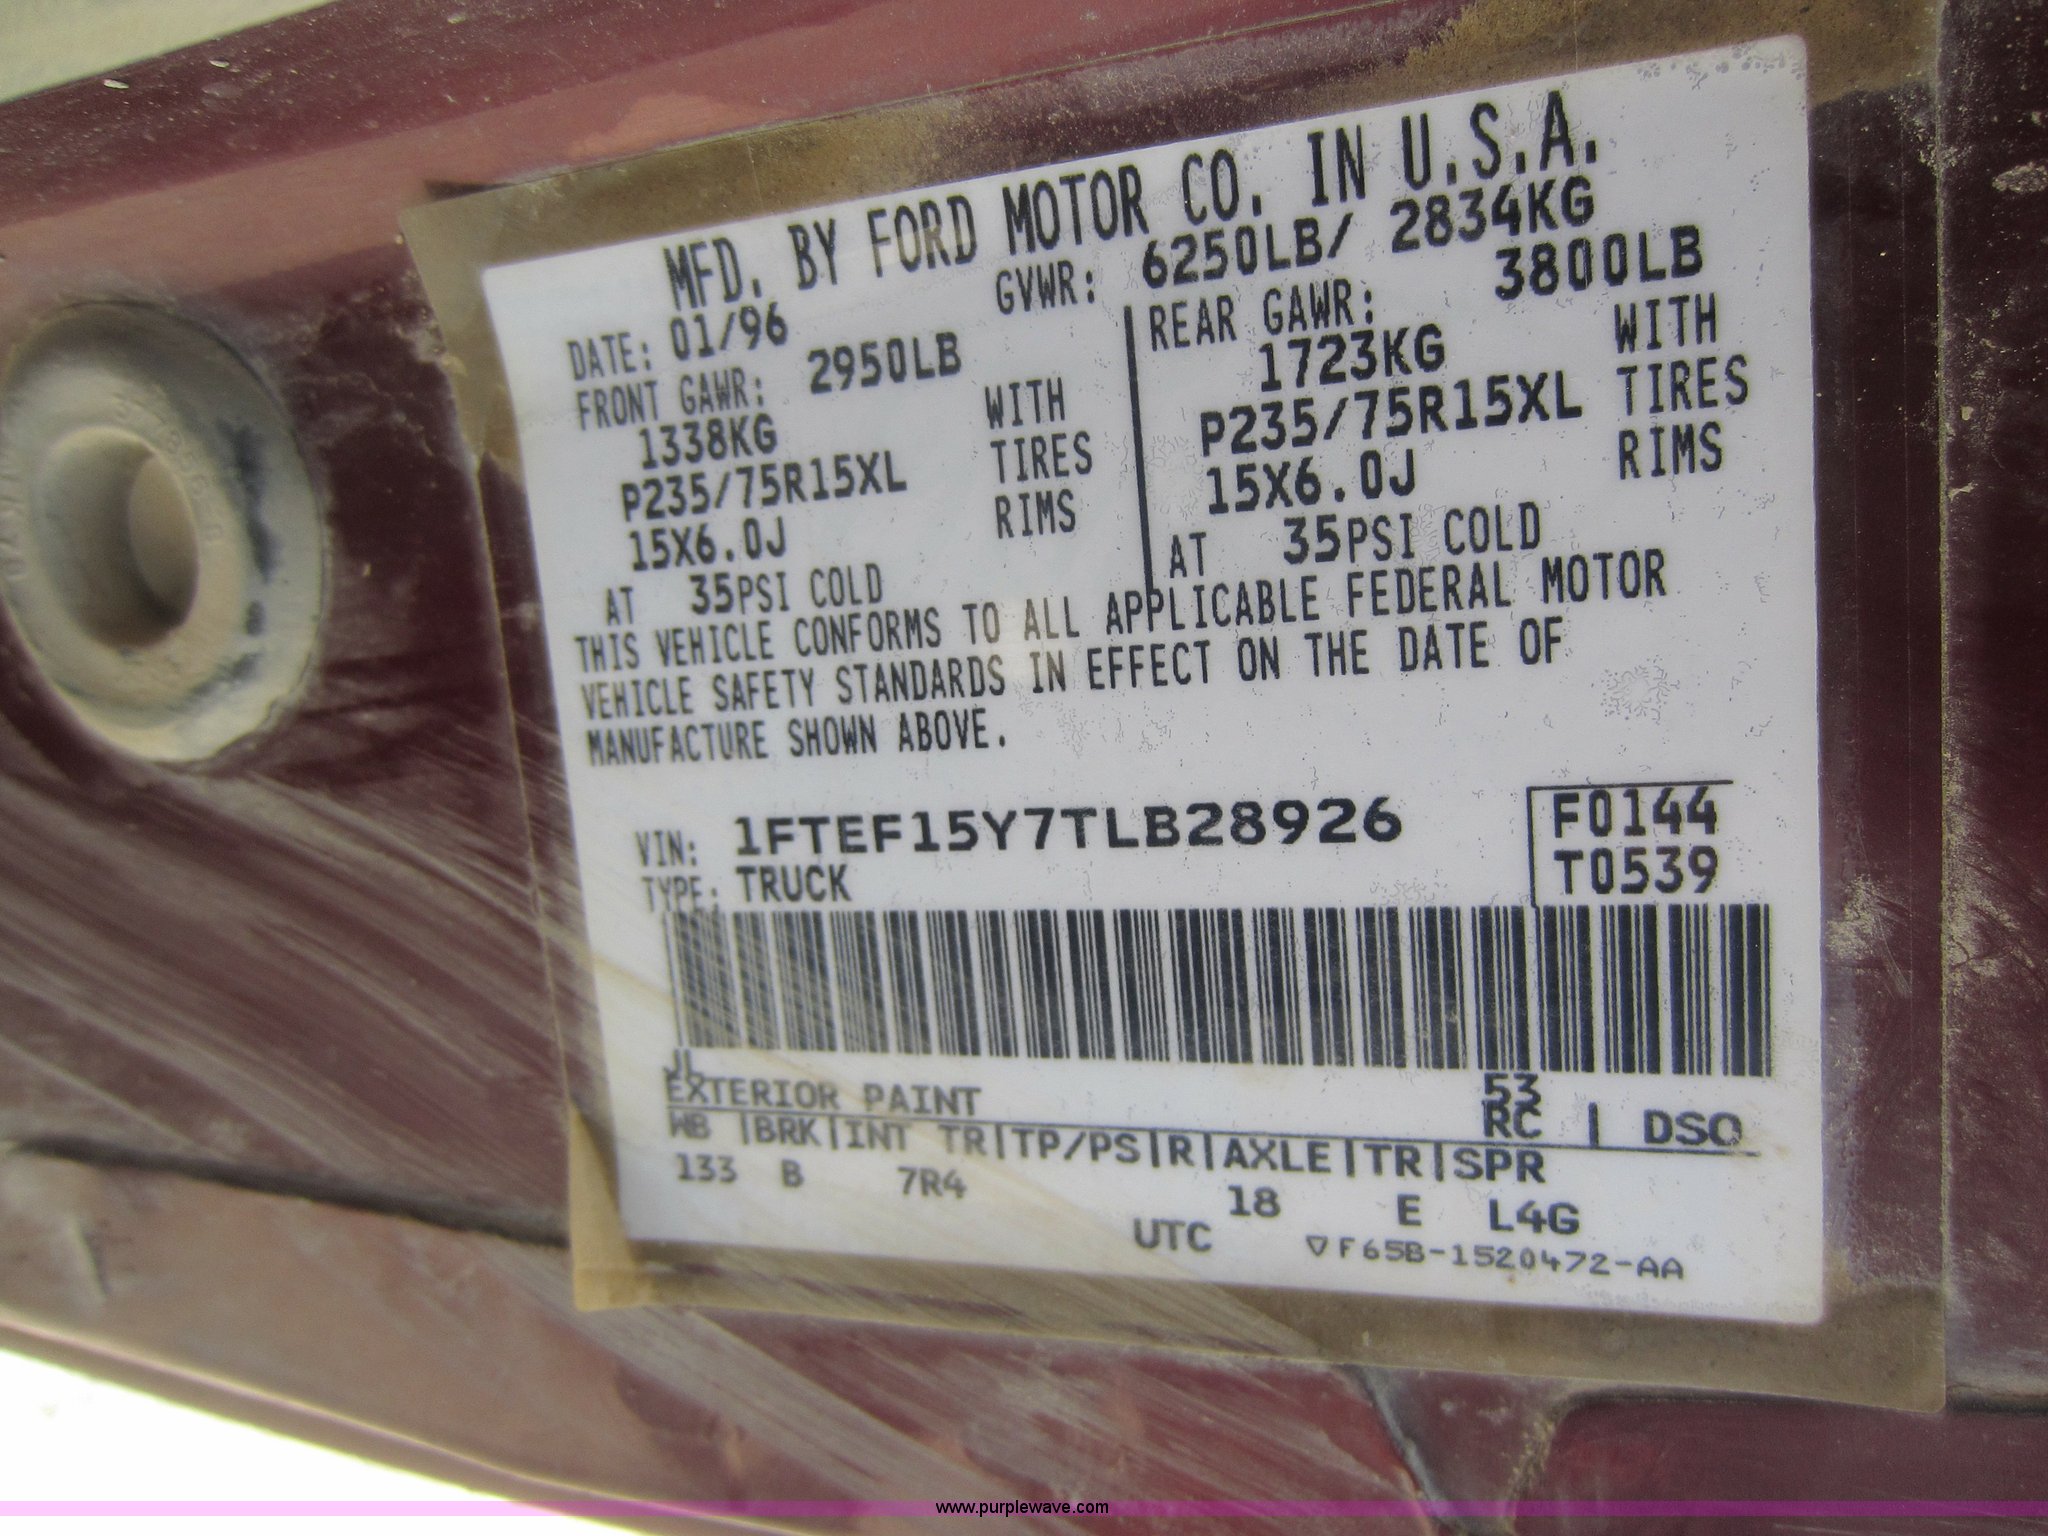 MFD. BY FORD MOTOR CO. IN U.S.A.
DATE: 01/96 GVWR: 6250LB/ 2834KG
FRONT GAWR: 2950LB
1338KG WITH
P235/75R15XL TIRES
15X6.0J RIMS
AT 35PSI COLD
REAR GAWR: 3800LB
1723KG WITH
P235/75R15XL TIRES
15X6.0J RIMS
AT 35PSI COLD
THIS VEHICLE CONFORMS TO ALL APPLICABLE FEDERAL MOTOR
VEHICLE SAFETY STANDARDS IN EFFECT ON THE DATE OF
MANUFACTURE SHOWN ABOVE.
VIN: 1FTEF15Y7TLB28926
TYPE: TRUCK
F0144
T0539
JL 53
EXTERIOR PAINT RC | DSO
WB |BRK|INT TR|TP/PS|R|AXLE|TR|SPR
133 B 7R4 18 E L4G
UTC ▽F65B-1520472-AA
www.purplewave.com